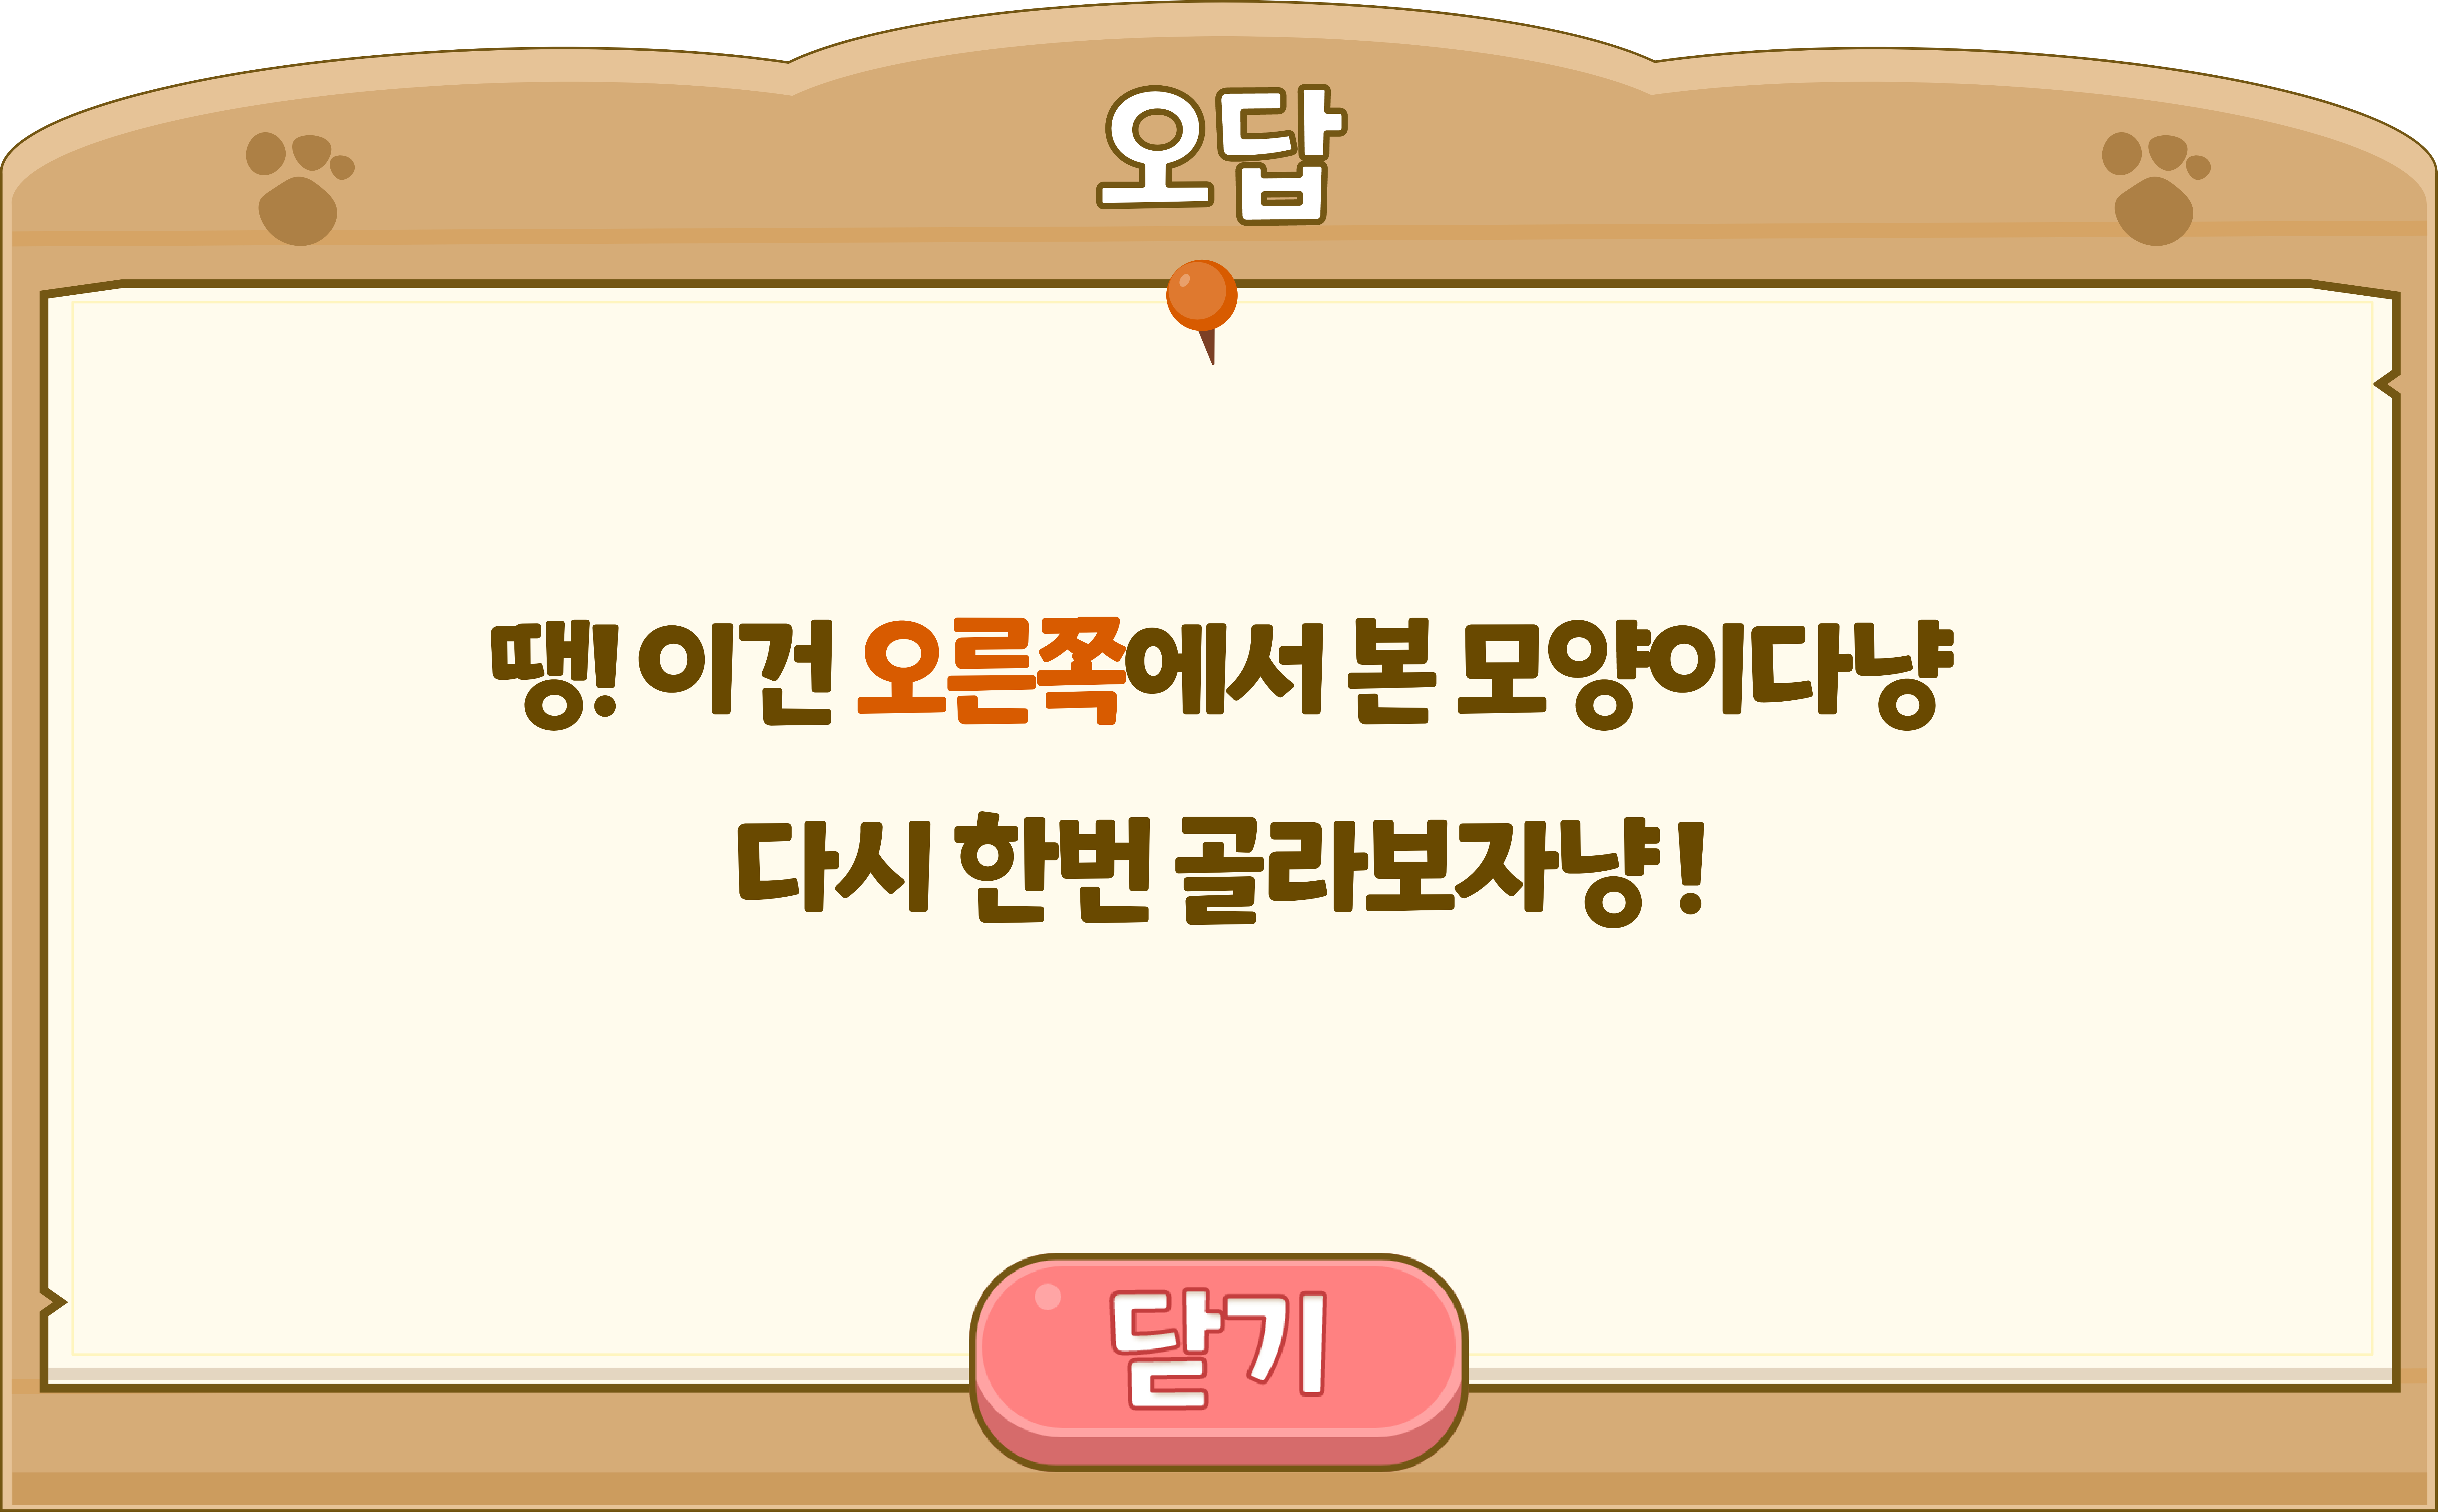 오답
땡! 이건 오른쪽에서 본 모양이다냥
다시 한번 골라보자냥!
닫기